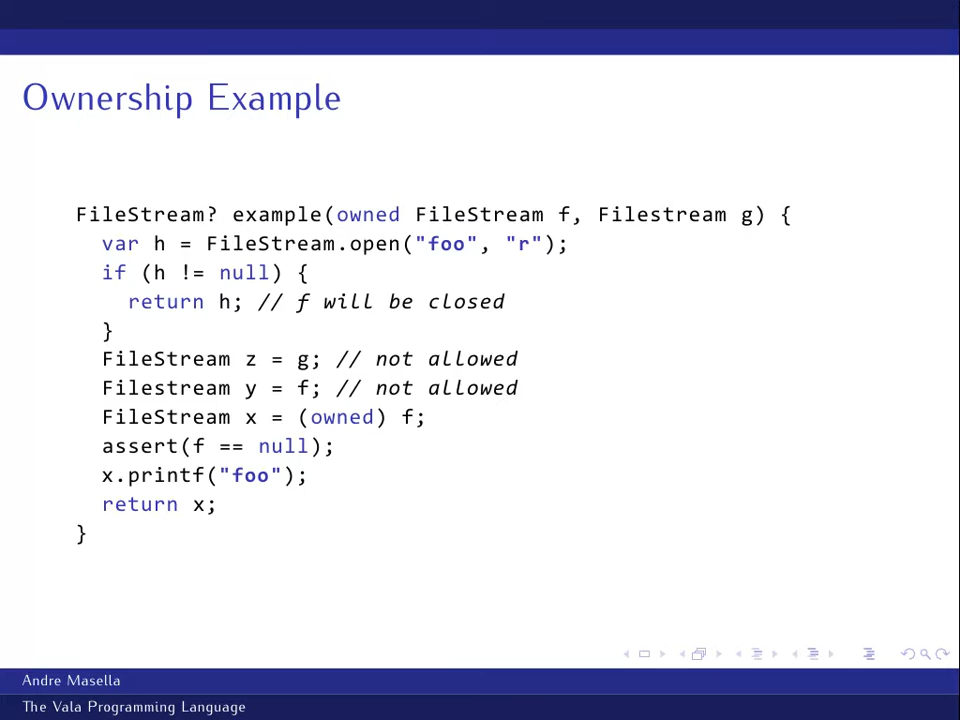 Ownership Example
FileStream? example(owned FileStream f, Filestream g) {
var h = FileStream.open("foo", "r");
if (h != null) {
return h; // f will be closed
}
FileStream z = g; // not allowed
Filestream y = f; // not allowed
FileStream x = (owned) f;
assert(f == null);
x.printf("foo");
return x;
}
Andre Masella
The Vala Programming Language